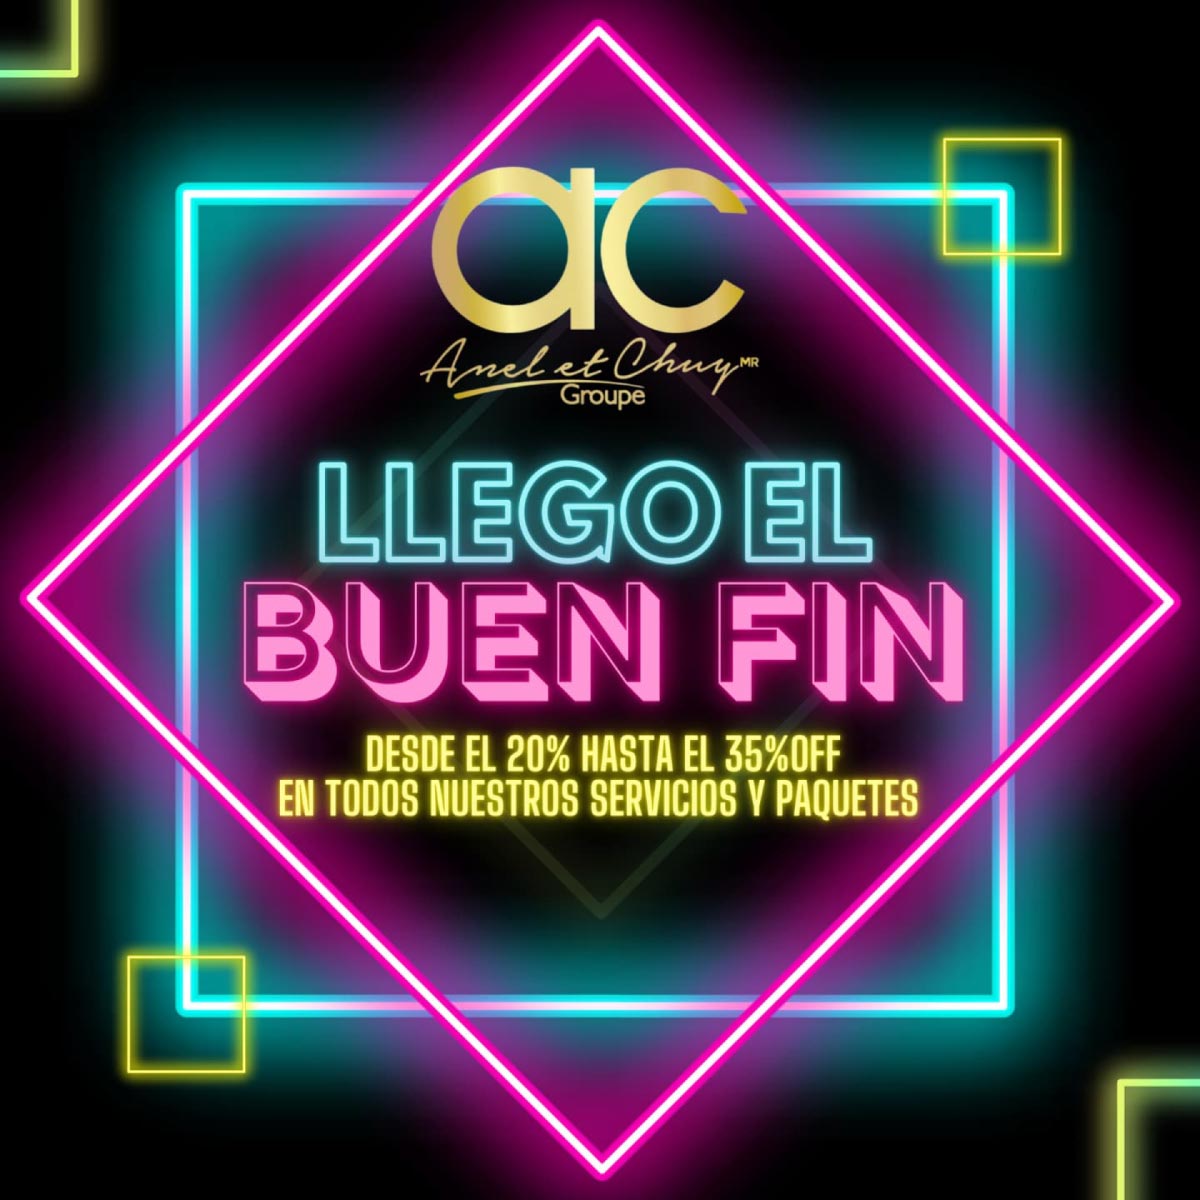 ac
Anel et Chuy MR
Groupe
LLEGO EL
BUEN FIN
DESDE EL 20% HASTA EL 35%OFF
EN TODOS NUESTROS SERVICIOS Y PAQUETES